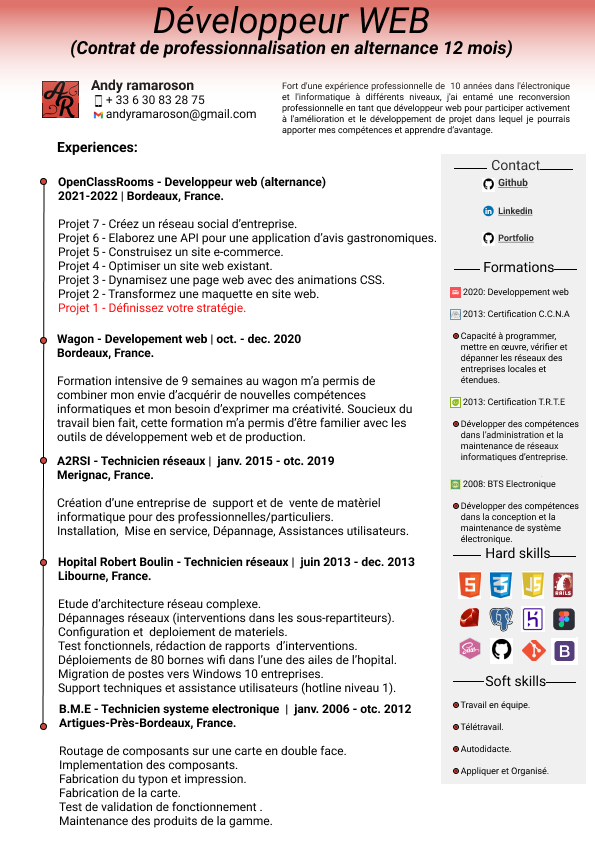 Développeur WEB
(Contrat de professionnalisation en alternance 12 mois)
AR
Andy ramaroson
+ 33 6 30 83 28 75
andyramaroson@gmail.com
Fort d'une expérience professionnelle de 10 années dans l'électronique
et l'informatique à différents niveaux, j'ai entamé une reconversion
professionnelle en tant que développeur web pour participer activement
à l'amélioration et le développement de projet dans lequel je pourrais
apporter mes compétences et apprendre d'avantage.
Experiences:
OpenClassRooms - Developpeur web (alternance)
2021-2022 | Bordeaux, France.
Projet 7 - Créez un réseau social d'entreprise.
Projet 6 - Elaborez une API pour une application d'avis gastronomiques.
Projet 5 - Construisez un site e-commerce.
Projet 4 - Optimiser un site web existant.
Projet 3 - Dynamisez une page web avec des animations CSS.
Projet 2 - Transformez une maquette en site web.
Projet 1 - Définissez votre stratégie.
Wagon - Developement web | oct. - dec. 2020
Bordeaux, France.
Formation intensive de 9 semaines au wagon m'a permis de
combiner mon envie d'acquérir de nouvelles compétences
informatiques et mon besoin d'exprimer ma créativité. Soucieux du
travail bien fait, cette formation m'a permis d'être familier avec les
outils de développement web et de production.
A2RSI - Technicien réseaux | janv. 2015 - otc. 2019
Merignac, France.
Création d'une entreprise de support et de vente de matèriel
informatique pour des professionnelles/particuliers.
Installation, Mise en service, Dépannage, Assistances utilisateurs.
Hopital Robert Boulin - Technicien réseaux | juin 2013 - dec. 2013
Libourne, France.
Etude d'architecture réseau complexe.
Dépannages réseaux (interventions dans les sous-repartiteurs).
Configuration et deploiement de materiels.
Test fonctionnels, rédaction de rapports d'interventions.
Déploiements de 80 bornes wifi dans l'une des ailes de l'hopital.
Migration de postes vers Windows 10 entreprises.
Support techniques et assistance utilisateurs (hotline niveau 1).
B.M.E - Technicien systeme electronique | janv. 2006 - otc. 2012
Artigues-Près-Bordeaux, France.
Routage de composants sur une carte en double face.
Implementation des composants.
Fabrication du typon et impression.
Fabrication de la carte.
Test de validation de fonctionnement .
Maintenance des produits de la gamme.
Contact
Github
Linkedin
Portfolio
Formations
2020: Developpement web
2013: Certification C.C.N.A
Capacité à programmer,
mettre en œuvre, vérifier et
dépanner les réseaux des
entreprises locales et
étendues.
2013: Certification T.R.T.E
Développer des compétences
dans l'administration et la
maintenance de réseaux
informatiques d'entreprise.
2008: BTS Electronique
Développer des compétences
dans la conception et la
maintenance de système
électronique.
Hard skills
5 3 JS RAILS
H
Sass B
Soft skills
Travail en équipe.
Télétravail.
Autodidacte.
Appliquer et Organisé.